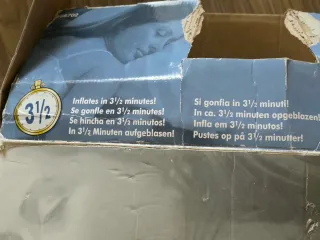 3½
Inflates in 3½ minutes!
Se gonfle en 3½ minutes!
Se hincha en 3½ minutos!
In 3½ Minuten aufgeblasen!
Si gonfia in 3½ minuti!
In ca. 3½ minuten opgeblazen!
Infla em 3½ minutos!
Pustes op på 3½ minutter!